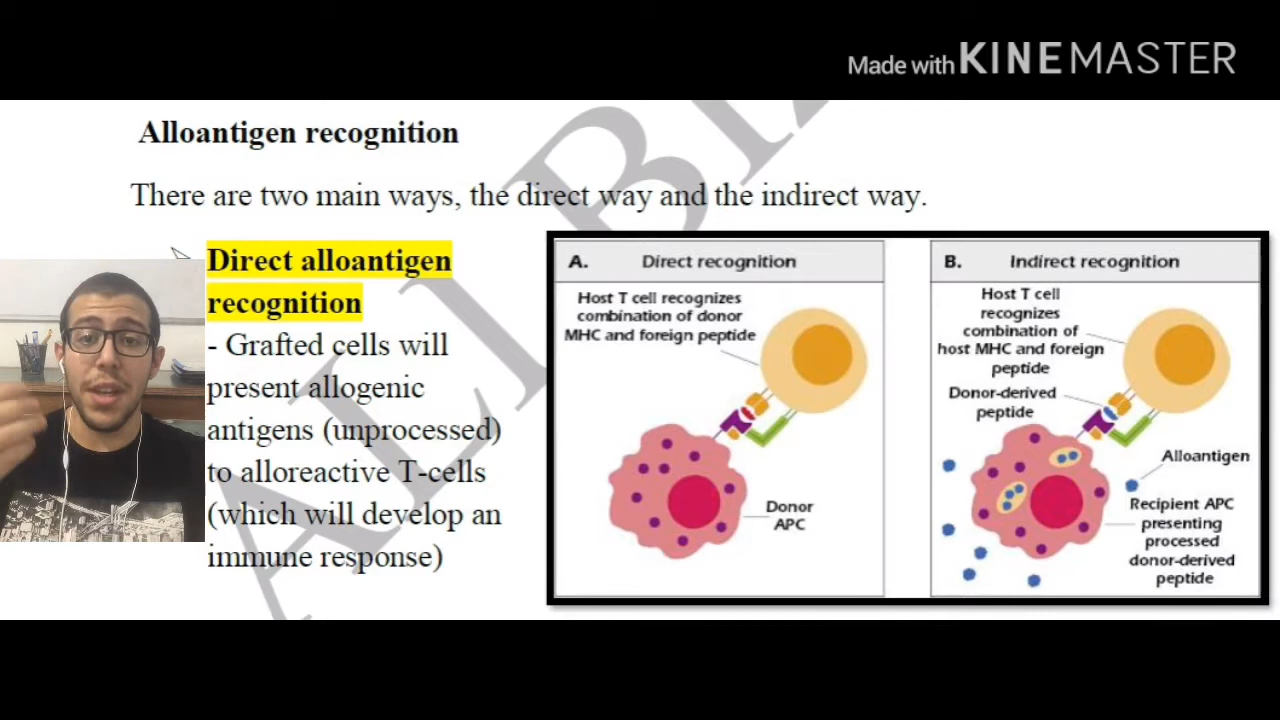 Made with KINEMASTER
Alloantigen recognition
There are two main ways, the direct way and the indirect way.
Direct alloantigen
recognition
- Grafted cells will
present allogenic
antigens (unprocessed)
to alloreactive T-cells
(which will develop an
immune response)
A. Direct recognition
Host T cell recognizes
combination of donor
MHC and foreign peptide
Donor
APC
B. Indirect recognition
Host T cell
recognizes
combination of
host MHC and foreign
peptide
Donor-derived
peptide
Alloantigen
Recipient APC
presenting
processed
donor-derived
peptide
ALI